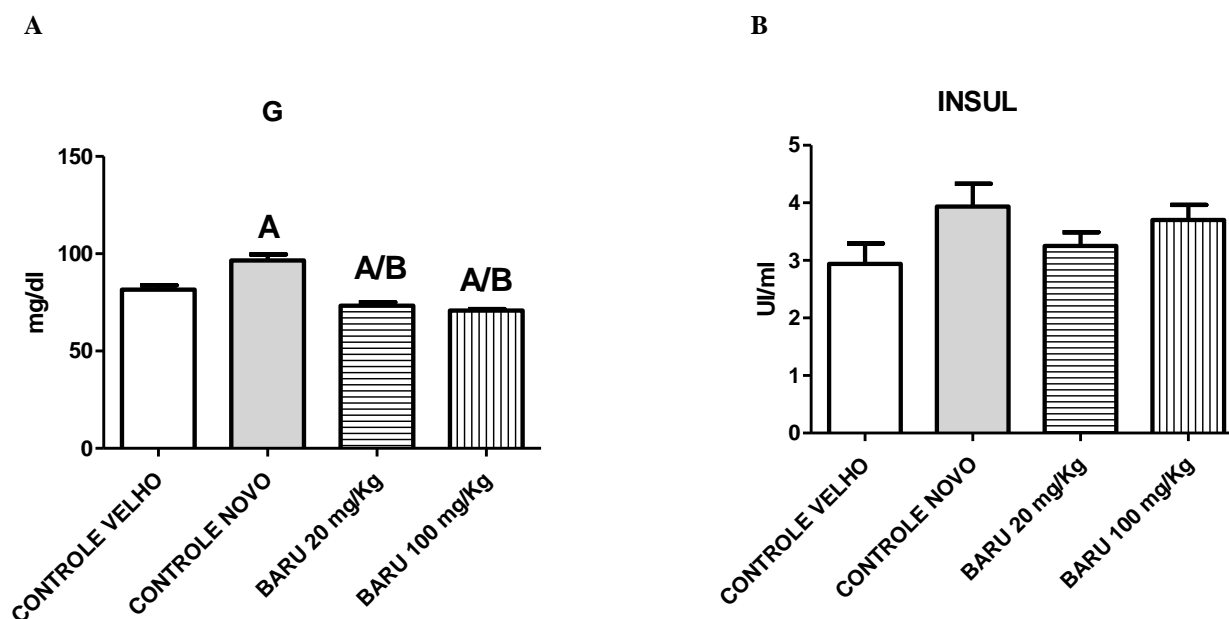 A
G
mg/dl
150
100
50
0
A
A/B
A/B
CONTROLE VELHO
CONTROLE NOVO
BARU 20 mg/Kg
BARU 100 mg/Kg
B
INSUL
UI/ml
5
4
3
2
1
0
CONTROLE VELHO
CONTROLE NOVO
BARU 20 mg/Kg
BARU 100 mg/Kg